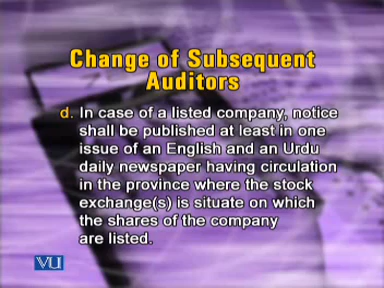 Change of Subsequent
Auditors
d. In case of a listed company, notice
shall be published at least in one
issue of an English and an Urdu
daily newspaper having circulation
in the province where the stock
exchange(s) is situate on which
the shares of the company
are listed.
VU